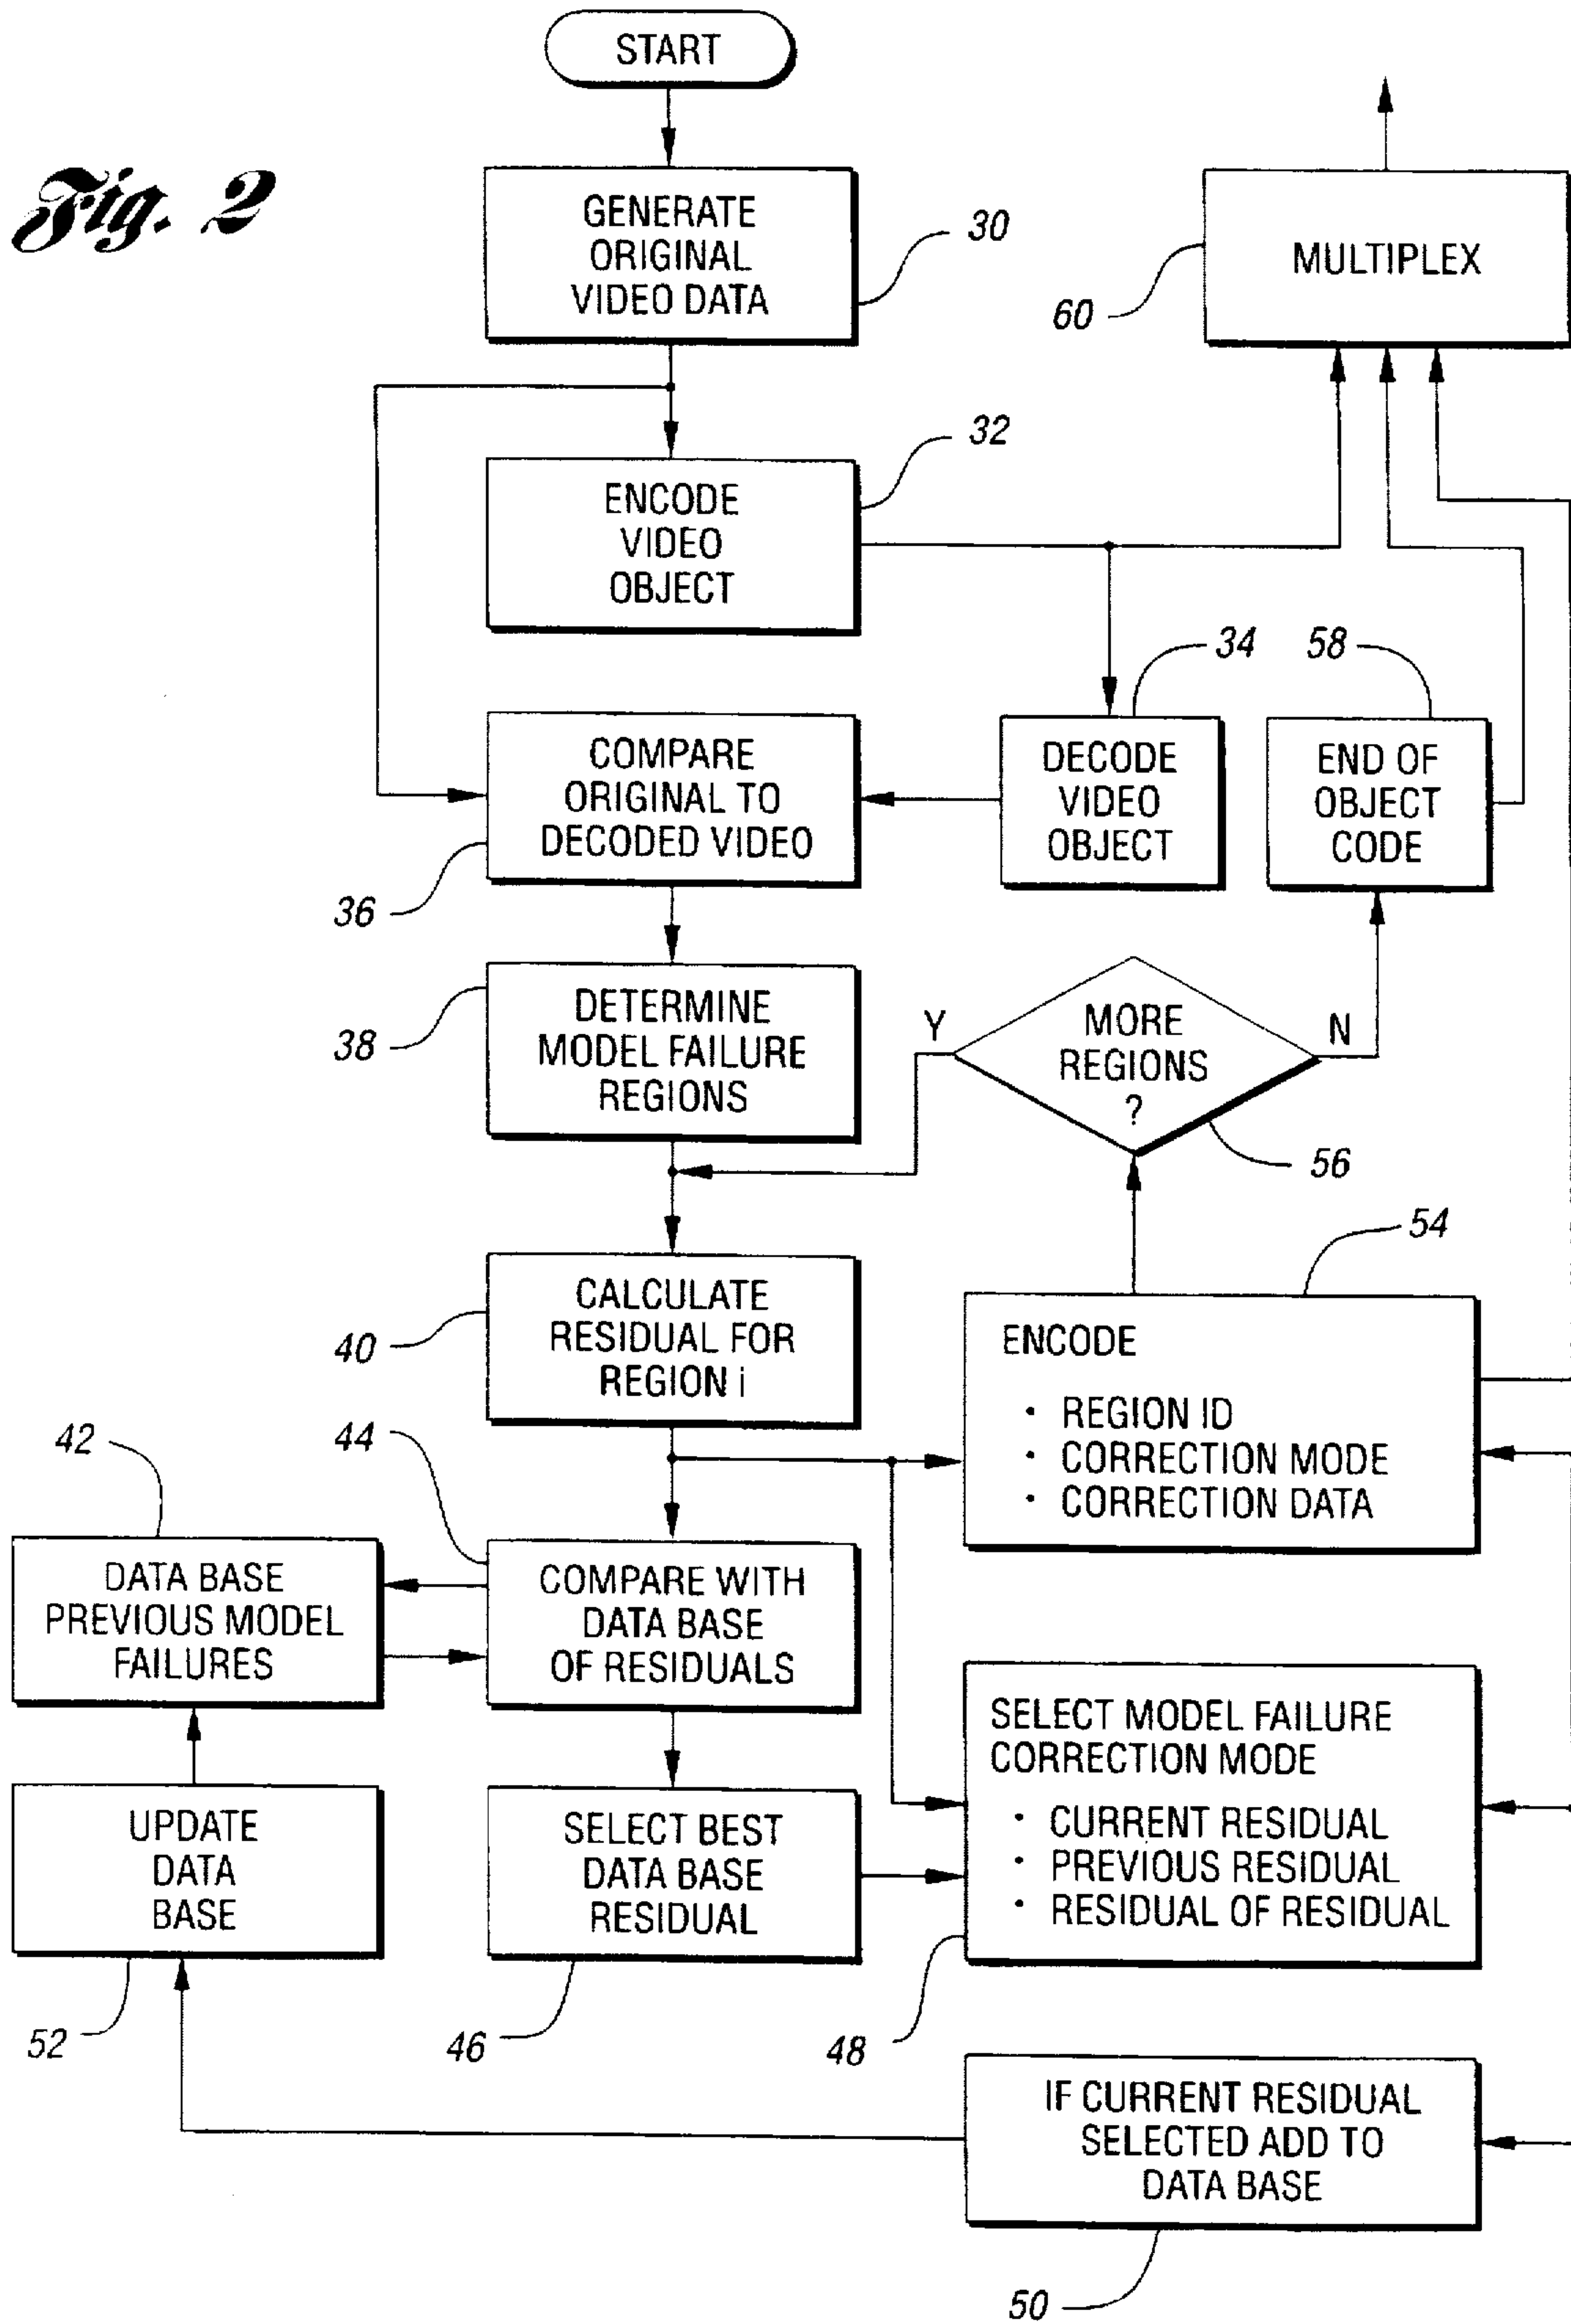 START
Fig. 2
GENERATE
ORIGINAL
VIDEO DATA
30
MULTIPLEX
60
32
ENCODE
VIDEO
OBJECT
34
58
COMPARE
ORIGINAL TO
DECODED VIDEO
36
DECODE
VIDEO
OBJECT
END OF
OBJECT
CODE
DETERMINE
MODEL FAILURE
REGIONS
38
Y
MORE
REGIONS
?
N
56
54
CALCULATE
RESIDUAL FOR
REGION i
40
ENCODE
· REGION ID
· CORRECTION MODE
· CORRECTION DATA
42
44
DATA BASE
PREVIOUS MODEL
FAILURES
COMPARE WITH
DATA BASE
OF RESIDUALS
SELECT MODEL FAILURE
CORRECTION MODE
· CURRENT RESIDUAL
· PREVIOUS RESIDUAL
· RESIDUAL OF RESIDUAL
UPDATE
DATA
BASE
SELECT BEST
DATA BASE
RESIDUAL
52
46
48
IF CURRENT RESIDUAL
SELECTED ADD TO
DATA BASE
50